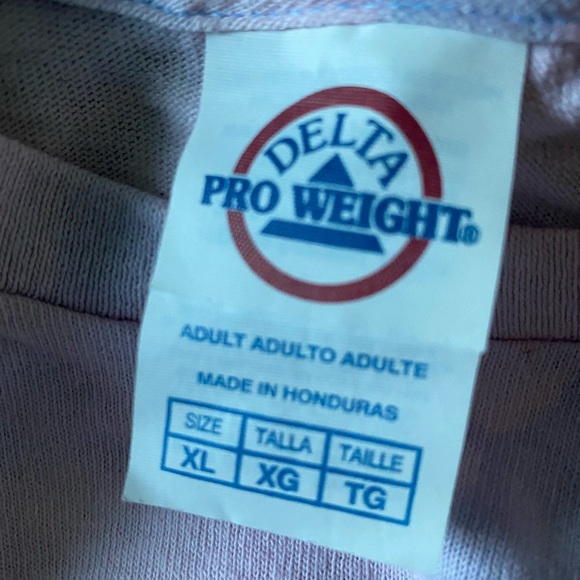 DELTA
PRO WEIGHT®
ADULT ADULTO ADULTE
MADE IN HONDURAS
SIZE TALLA TAILLE
XL XG TG